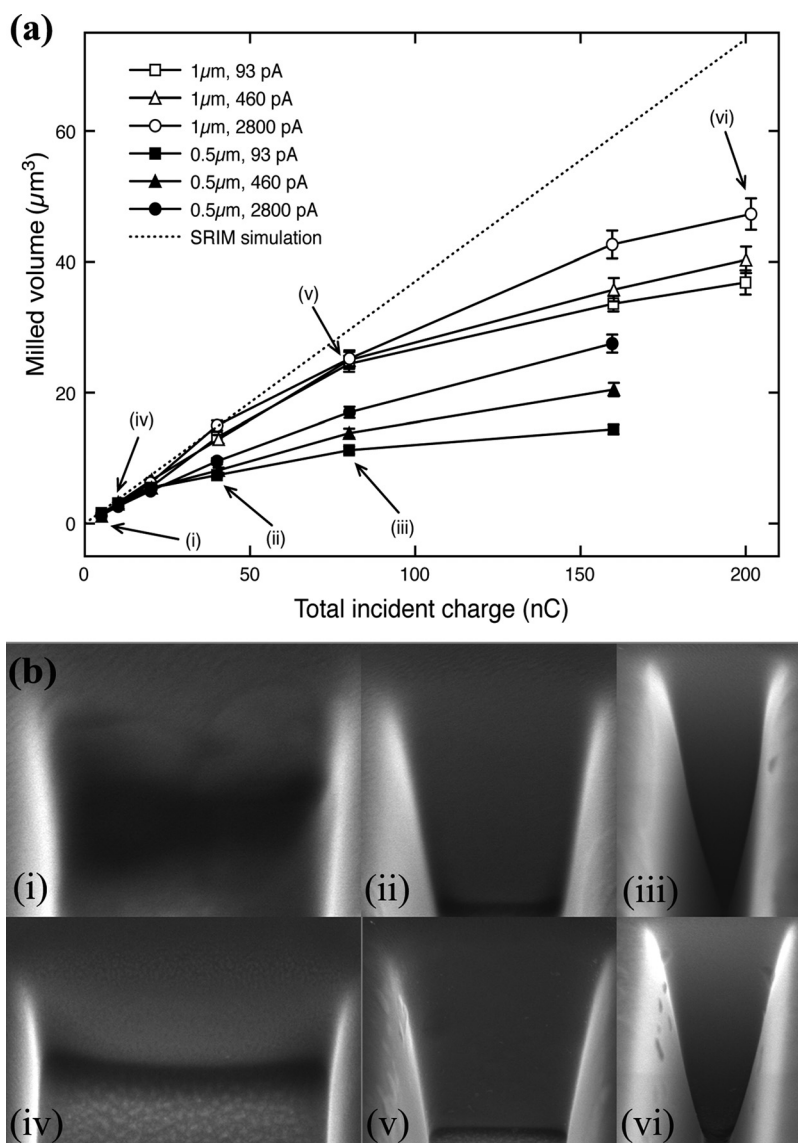 (a)
60
40
20
0
Milled volume (µm³)
1µm, 93 pA
1µm, 460 pA
1µm, 2800 pA
0.5µm, 93 pA
0.5µm, 460 pA
0.5µm, 2800 pA
SRIM simulation
(vi)
(v)
(iv)
(i)
(ii)
(iii)
0 50 100 150 200
Total incident charge (nC)
(b)
(i) (ii) (iii)
(iv) (v) (vi)